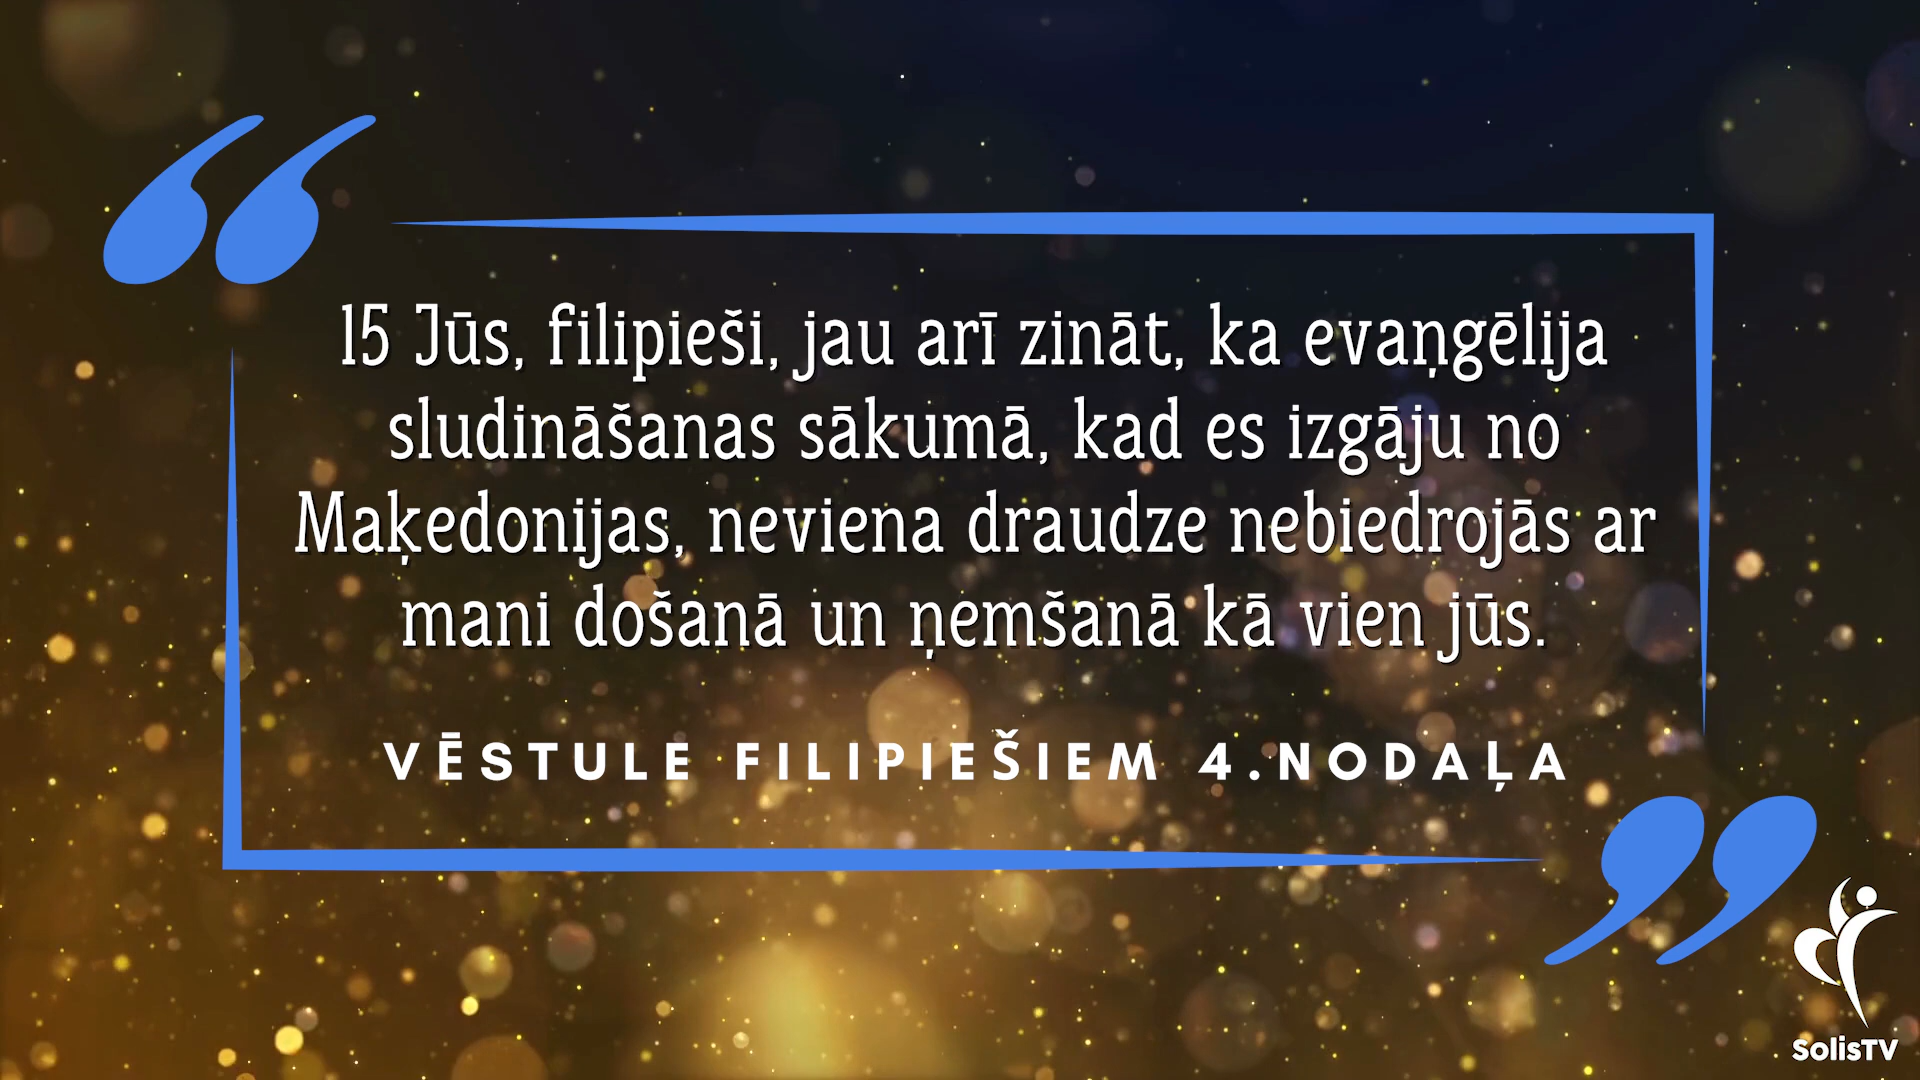 15 Jūs, filipieši, jau arī zināt, ka evaņgēlija
sludināšanas sākumā, kad es izgāju no
Maķedonijas, neviena draudze nebiedrojās ar
mani došanā un ņemšanā kā vien jūs.
VĒSTULE FILIPIEŠIEM 4.NODAĻA
SolisTV